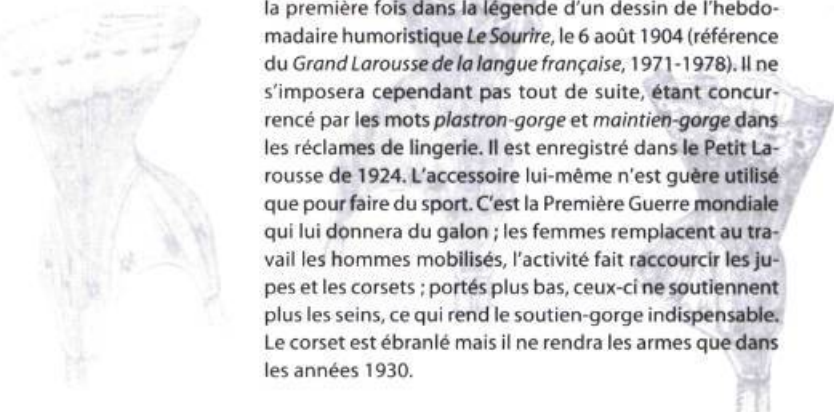 la première fois dans la légende d'un dessin de l'hebdo-
madaire humoristique Le Sourire, le 6 août 1904 (référence
du Grand Larousse de la langue française, 1971-1978). Il ne
s'imposera cependant pas tout de suite, étant concur-
rencé par les mots plastron-gorge et maintien-gorge dans
les réclames de lingerie. Il est enregistré dans le Petit La-
rousse de 1924. L'accessoire lui-même n'est guère utilisé
que pour faire du sport. C'est la Première Guerre mondiale
qui lui donnera du galon ; les femmes remplacent au tra-
vail les hommes mobilisés, l'activité fait raccourcir les ju-
pes et les corsets ; portés plus bas, ceux-ci ne soutiennent
plus les seins, ce qui rend le soutien-gorge indispensable.
Le corset est ébranlé mais il ne rendra les armes que dans
les années 1930.